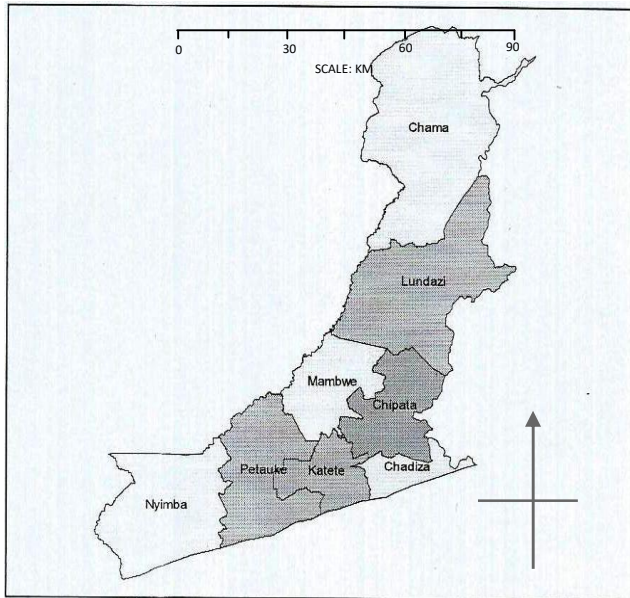 0 30 60 90
SCALE: KM
Chama
Lundazi
Mambwe
Chipata
Petauke Katete Chadiza
Nyimba